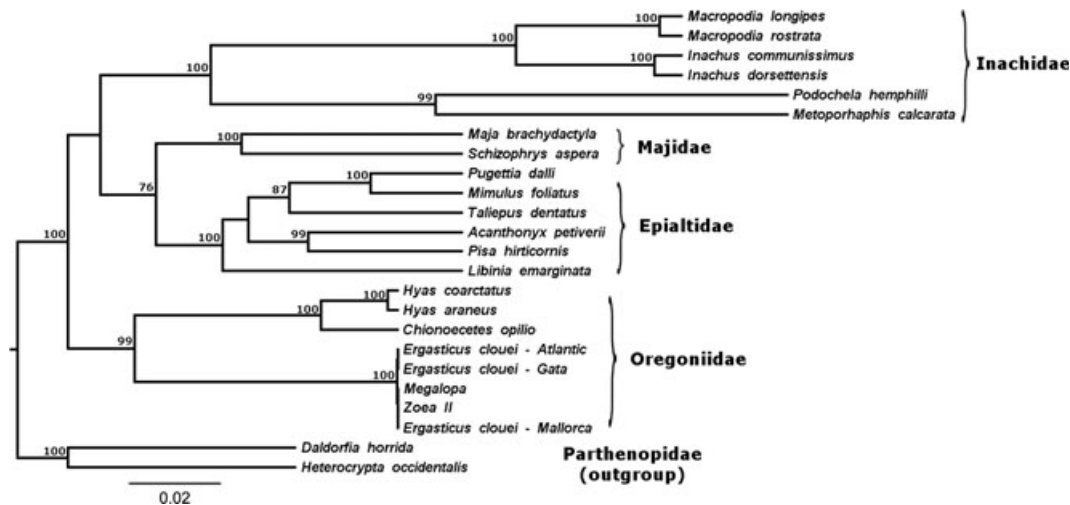 100
Macropodia longipes
Macropodia rostrata
100
100
Inachus communissimus
Inachus dorsettensis
100
99
Podochela hemphilli
Metoporhaphis calcarata
Inachidae
100
Maja brachydactyla
Schizophrys aspera
Majidae
76
100
Pugettia dalli
87
Mimulus foliatus
Taliepus dentatus
99
Acanthonyx petiverii
100
Pisa hirticornis
Libinia emarginata
Epialtidae
100
100
Hyas coarctatus
100
Hyas araneus
Chionoecetes opilio
99
Ergasticus clouei - Atlantic
Ergasticus clouei - Gata
100
Megalopa
Zoea II
Ergasticus clouei - Mallorca
Oregoniidae
100
Daldorfia horrida
Heterocrypta occidentalis
Parthenopidae
(outgroup)
0.02